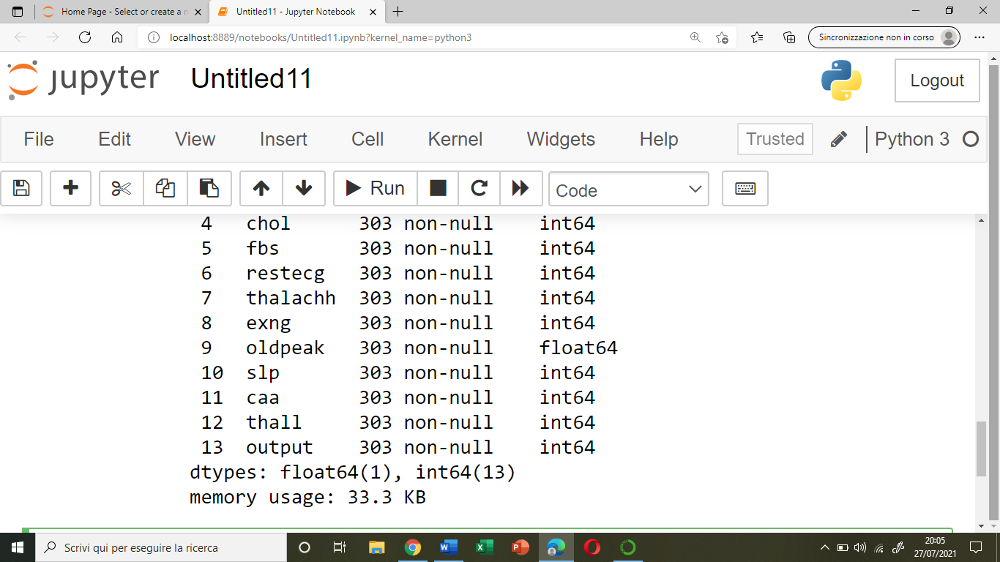 Home Page - Select or create a n
Untitled11 - Jupyter Notebook
localhost:8889/notebooks/Untitled11.ipynb?kernel_name=python3
Sincronizzazione non in corso
jupyter Untitled11
Logout
File Edit View Insert Cell Kernel Widgets Help Trusted Python 3
Run Code
4 chol 303 non-null int64
5 fbs 303 non-null int64
6 restecg 303 non-null int64
7 thalachh 303 non-null int64
8 exng 303 non-null int64
9 oldpeak 303 non-null float64
10 slp 303 non-null int64
11 caa 303 non-null int64
12 thall 303 non-null int64
13 output 303 non-null int64
dtypes: float64(1), int64(13)
memory usage: 33.3 KB
Scrivi qui per eseguire la ricerca
20:05
27/07/2021